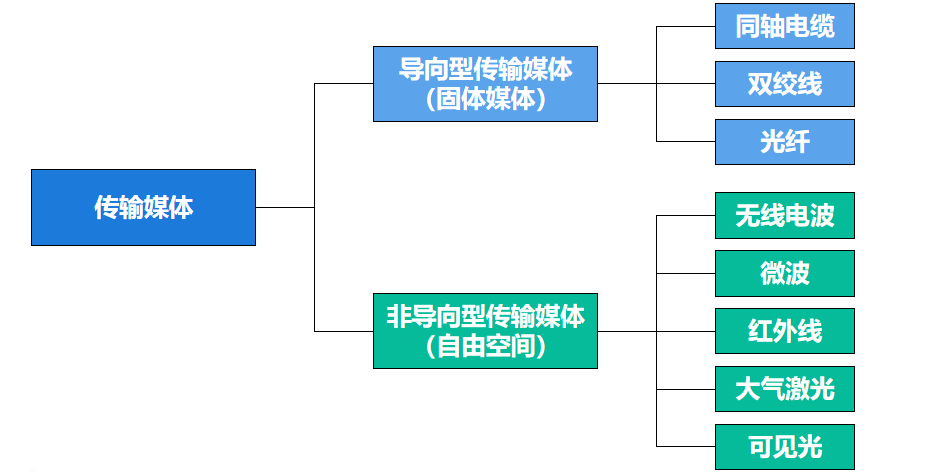 传输媒体
导向型传输媒体
（固体媒体）
同轴电缆
双绞线
光纤
非导向型传输媒体
（自由空间）
无线电波
微波
红外线
大气激光
可见光